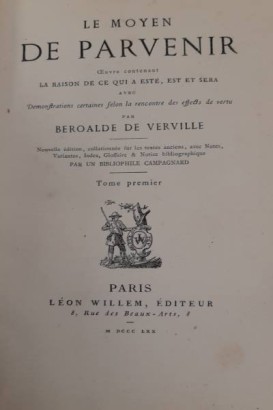 LE MOYEN
DE PARVENIR
Œuvre contenant
LA RAISON DE CE QUI A ESTÉ, EST ET SERA
AVEC
Demonstrations certaines selon la rencontre des effects de vertu
PAR
BEROALDE DE VERVILLE
Nouvelle édition, collationnée sur les textes anciens, avec Notes,
Variantes, Index, Glossaire & Notice bibliographique
PAR UN BIBLIOPHILE CAMPAGNARD
Tome premier
PARIS
LÉON WILLEM, ÉDITEUR
8, Rue des Beaux-Arts, 8
M DCCC LXX